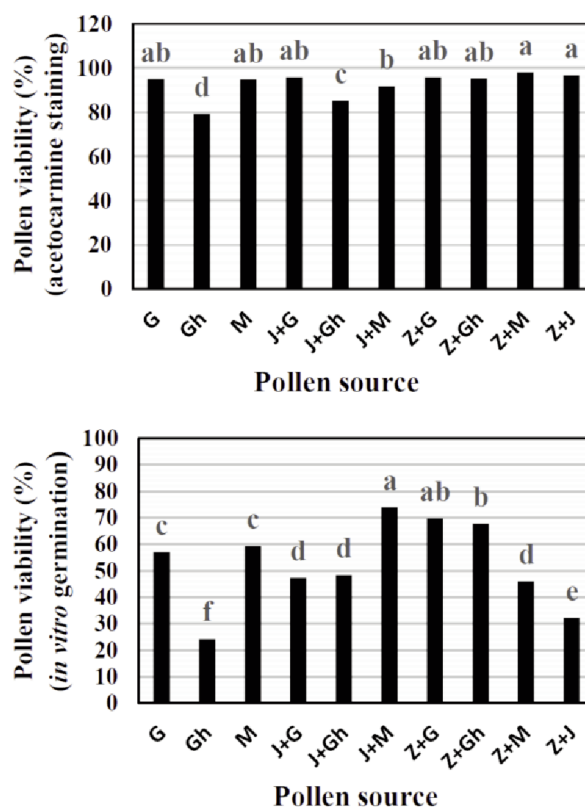 Pollen viability (%)
(acetocarmine staining)
120
100
80
60
40
20
0
ab
d
ab
ab
c
b
ab
ab
a
a
G
Gh
M
J+G
J+Gh
J+M
Z+G
Z+Gh
Z+M
Z+J
Pollen source
Pollen viability (%)
(in vitro germination)
100
90
80
70
60
50
40
30
20
10
0
c
f
c
d
d
a
ab
b
d
e
G
Gh
M
J+G
J+Gh
J+M
Z+G
Z+Gh
Z+M
Z+J
Pollen source